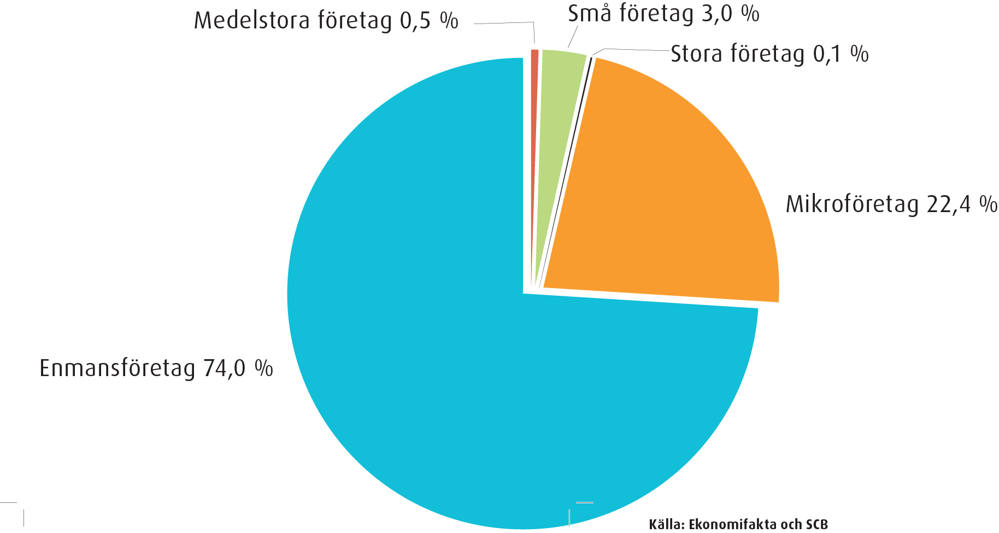 Medelstora företag 0,5 %
Små företag 3,0 %
Stora företag 0,1 %
Mikroföretag 22,4 %
Enmansföretag 74,0 %
Källa: Ekonomifakta och SCB